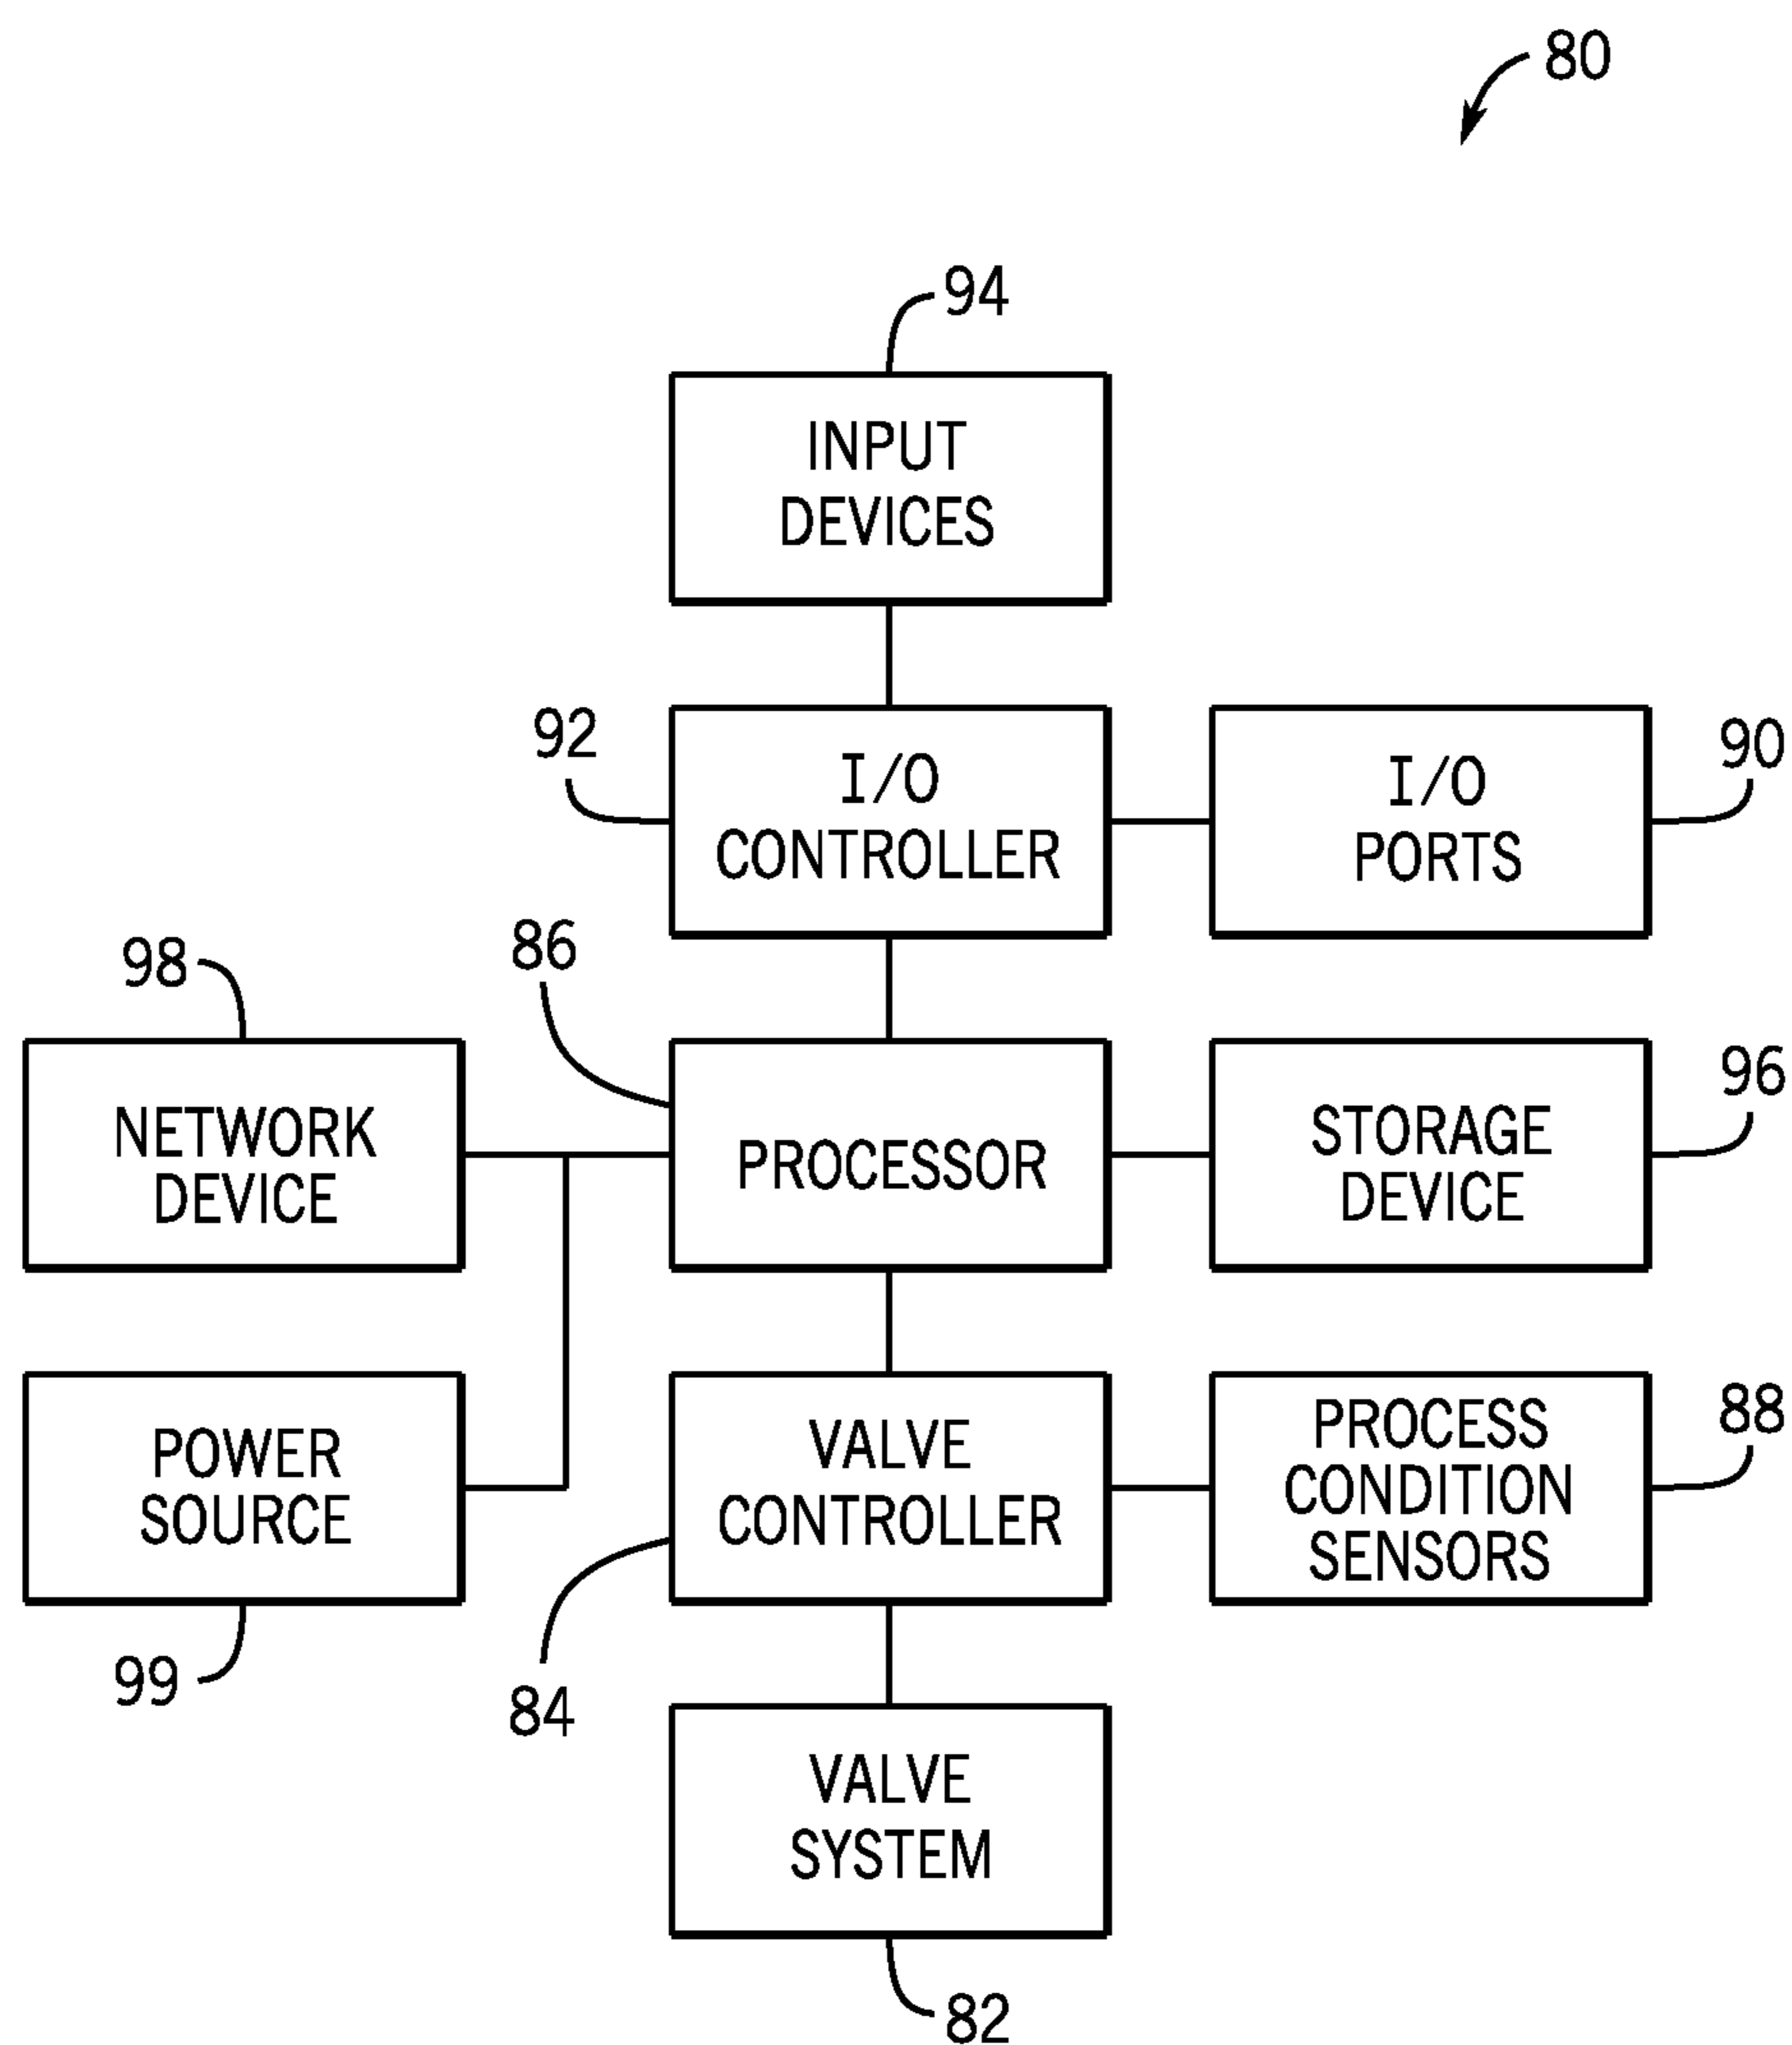 80
94
INPUT
DEVICES
92
I/O
CONTROLLER
I/O
PORTS
90
98
86
NETWORK
DEVICE
PROCESSOR
STORAGE
DEVICE
96
POWER
SOURCE
VALVE
CONTROLLER
PROCESS
CONDITION
SENSORS
88
99
84
VALVE
SYSTEM
82